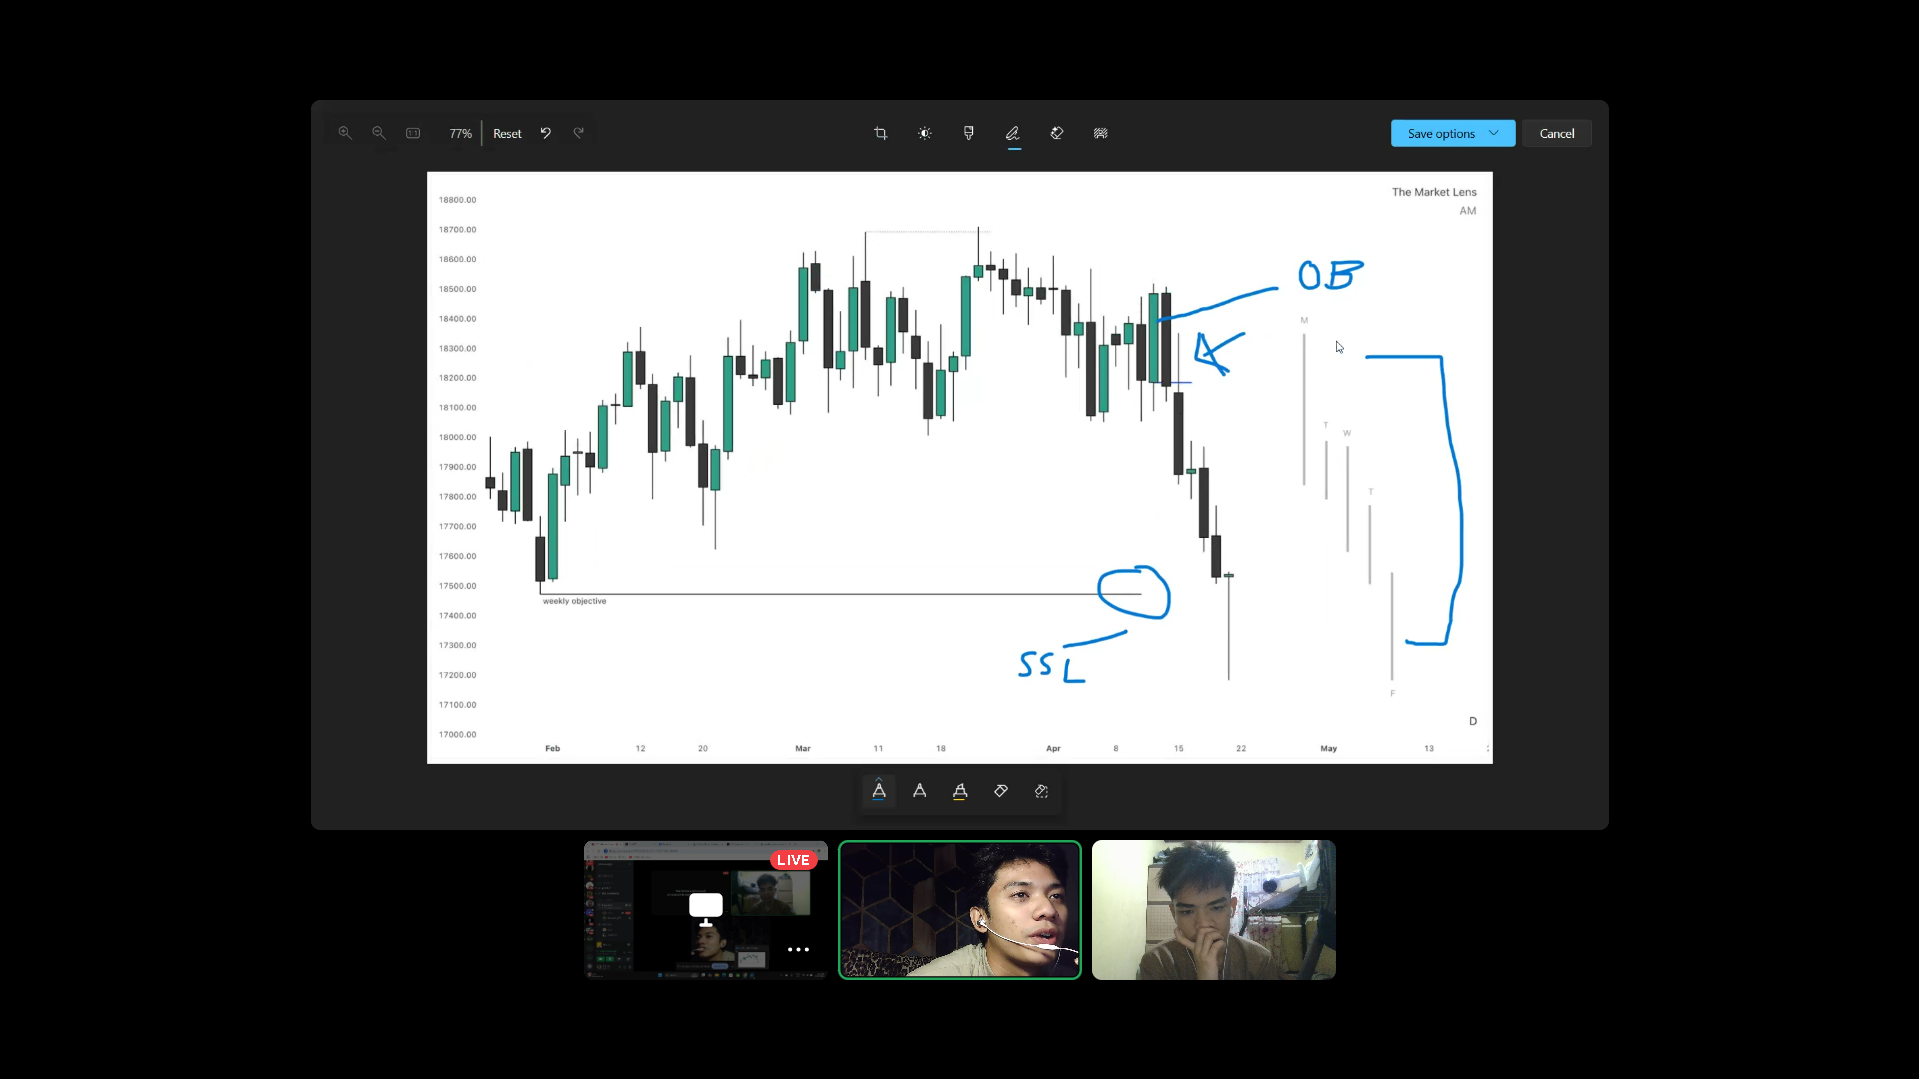 77%
Reset
Save options
Cancel
The Market Lens
AM
18800.00
18700.00
18600.00
18500.00
18400.00
18300.00
18200.00
18100.00
18000.00
17900.00
17800.00
17700.00
17600.00
17500.00
17400.00
17300.00
17200.00
17100.00
17000.00
OB
M
T
W
T
F
weekly objective
SSL
D
Feb 12 20 Mar 11 18 Apr 8 15 22 May 13
LIVE